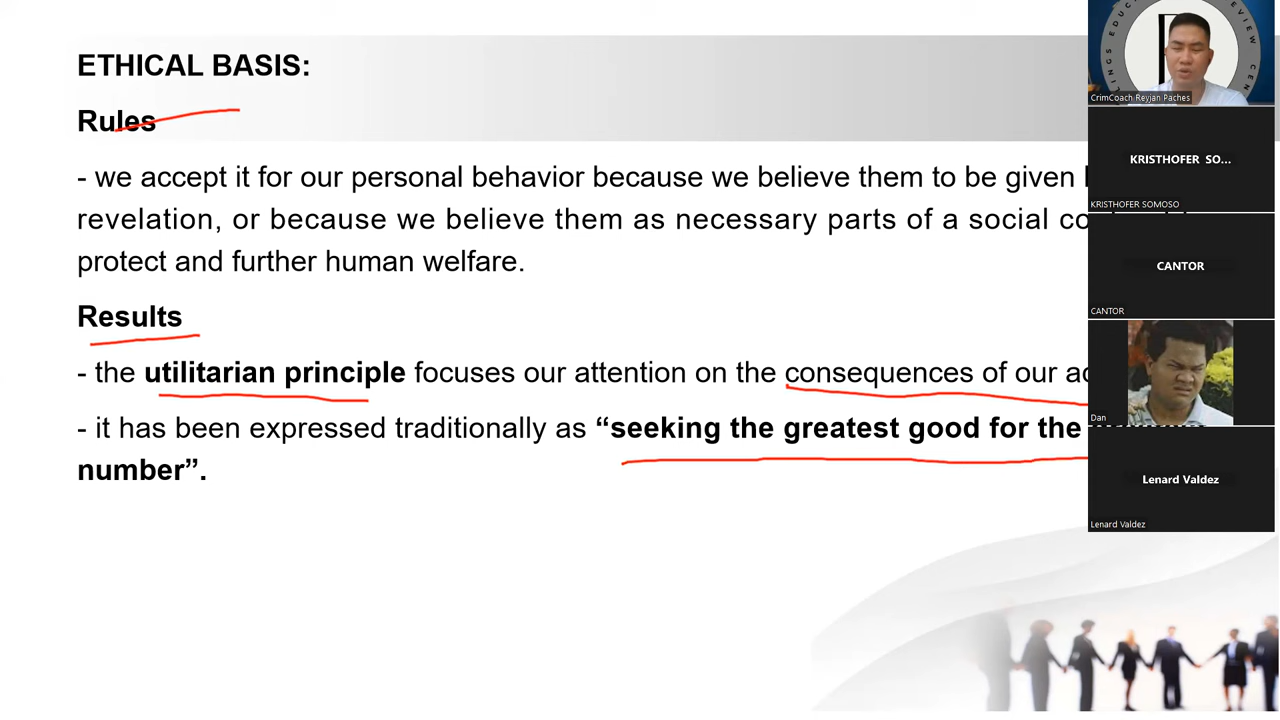 ETHICAL BASIS:
Rules
- we accept it for our personal behavior because we believe them to be given
revelation, or because we believe them as necessary parts of a social
protect and further human welfare.
Results
- the utilitarian principle focuses our attention on the consequences of our
- it has been expressed traditionally as “seeking the greatest good for the
number”.
CrimCoach Reyjan Paches
KRISTHOFER SO...
KRISTHOFER SOMOSO
CANTOR
CANTOR
Dan
Lenard Valdez
Lenard Valdez